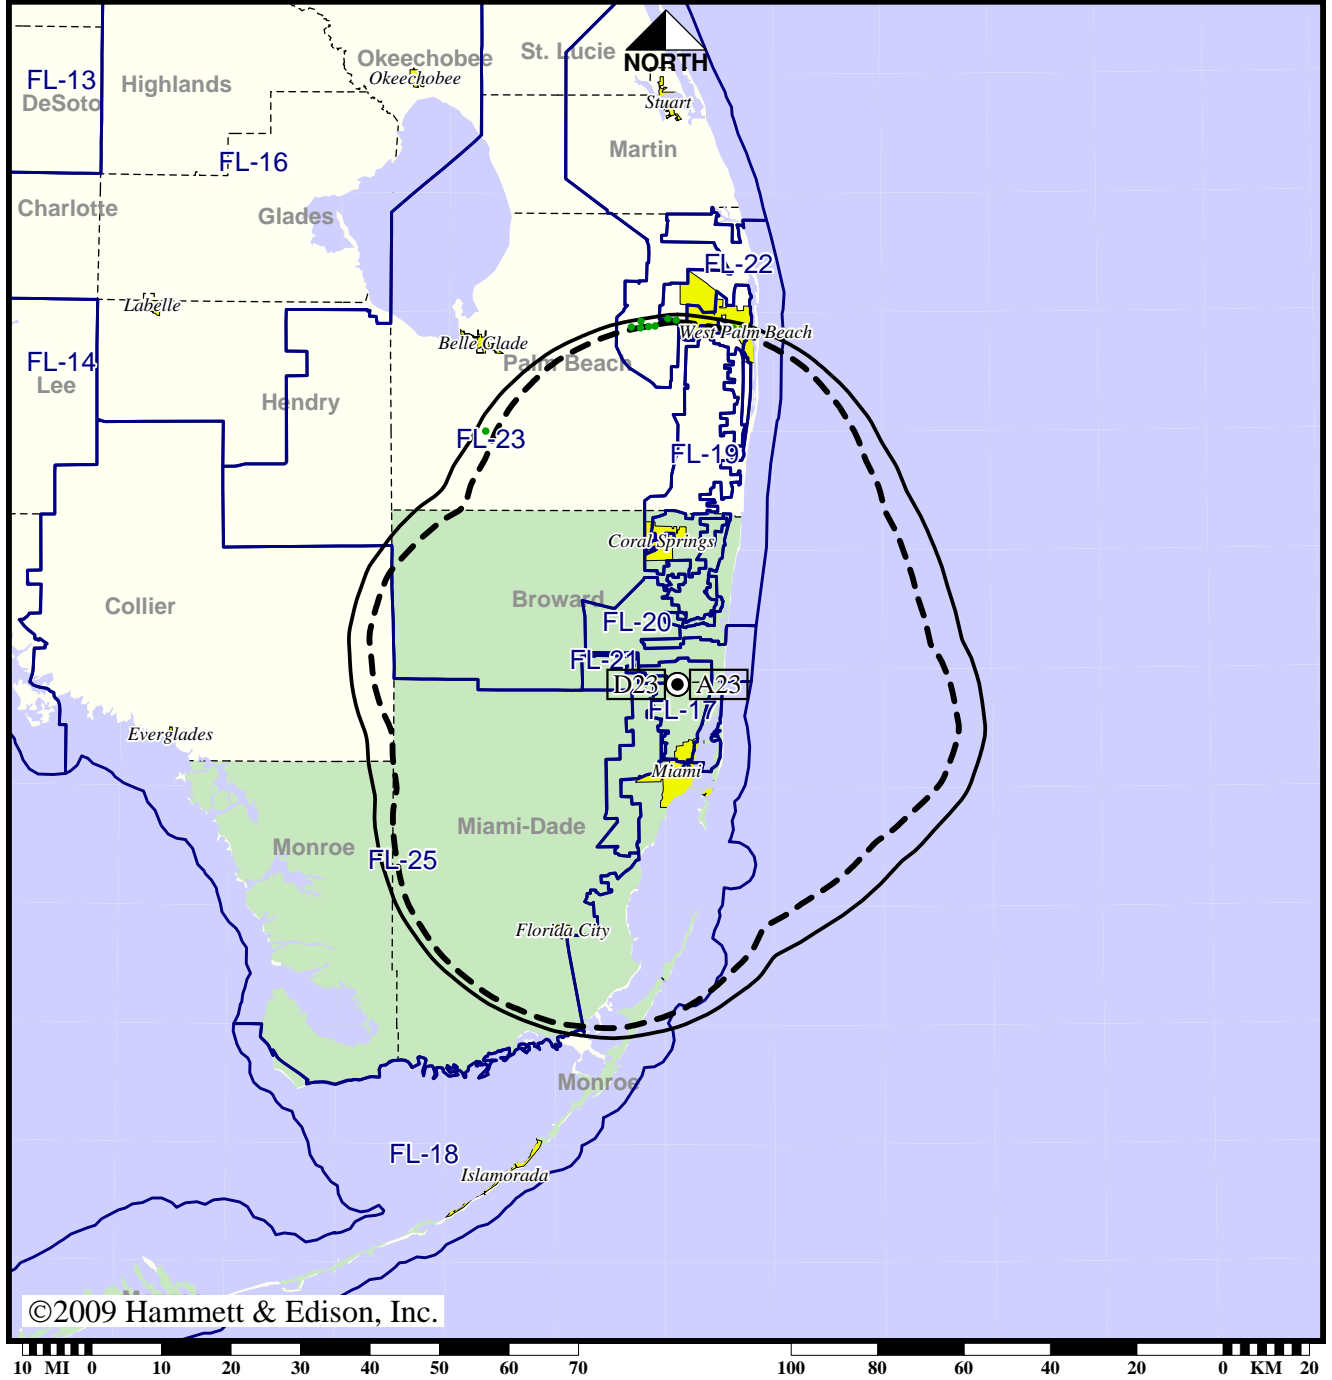 NORTH
Okeechobee
St. Lucie
FL-13
Highlands
Okeechobee
DeSoto
Stuart
Martin
FL-16
Charlotte
Glades
FL-22
Labelle
West Palm Beach
Belle Glade
FL-14
Palm Beach
Lee
Hendry
FL-23
FL-19
Coral Springs
Collier
Broward
FL-20
FL-21
D23
A23
FL-17
Everglades
Miami
Miami-Dade
Monroe
FL-25
Florida City
Monroe
FL-18
Islamorada
©2009 Hammett & Edison, Inc.
10 MI 0 10 20 30 40 50 60 70 100 80 60 40 20 0 KM 20